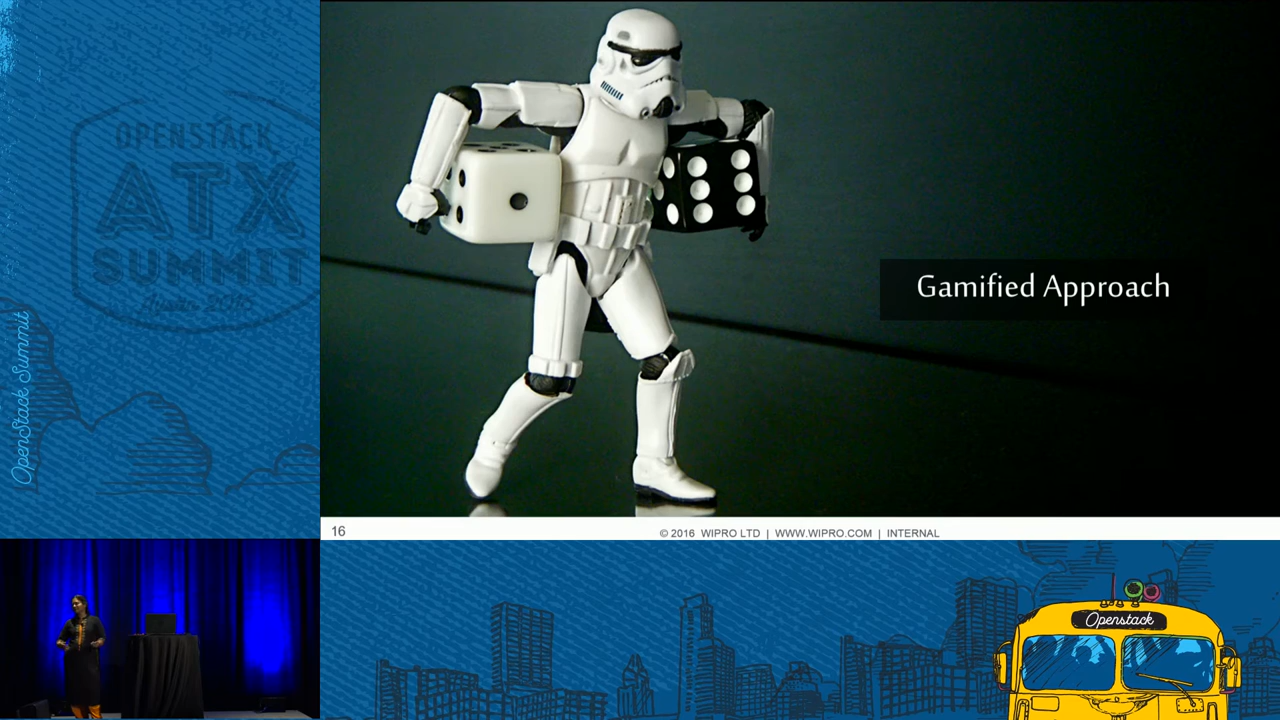 OPENSTACK
ATX
SUMMIT
Austin 2016
OpenStack Summit
Gamified Approach
16
© 2016 WIPRO LTD | WWW.WIPRO.COM | INTERNAL
Openstack